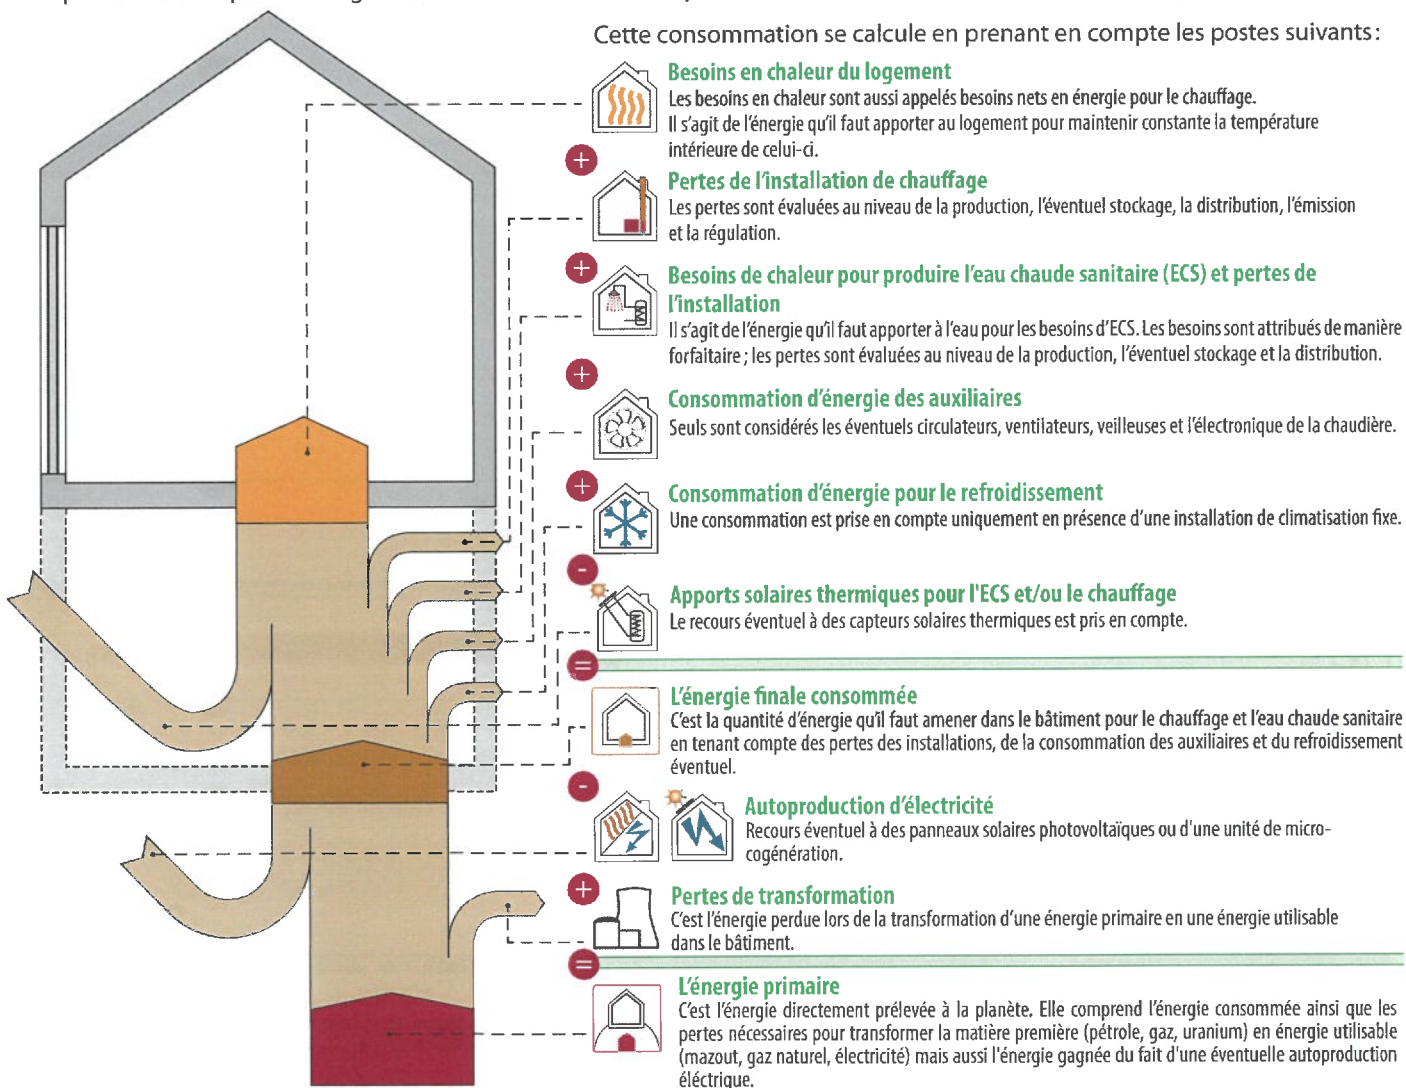 Cette consommation se calcule en prenant en compte les postes suivants :
Besoins en chaleur du logement
Les besoins en chaleur sont aussi appelés besoins nets en énergie pour le chauffage.
Il s'agit de l'énergie qu'il faut apporter au logement pour maintenir constante la température
intérieure de celui-ci.
+
Pertes de l'installation de chauffage
Les pertes sont évaluées au niveau de la production, l'éventuel stockage, la distribution, l'émission
et la régulation.
+
Besoins de chaleur pour produire l'eau chaude sanitaire (ECS) et pertes de
l'installation
Il s'agit de l'énergie qu'il faut apporter à l'eau pour les besoins d'ECS. Les besoins sont attribués de manière
forfaitaire ; les pertes sont évaluées au niveau de la production, l'éventuel stockage et la distribution.
+
Consommation d'énergie des auxiliaires
Seuls sont considérés les éventuels circulateurs, ventilateurs, veilleuses et l'électronique de la chaudière.
+
Consommation d'énergie pour le refroidissement
Une consommation est prise en compte uniquement en présence d'une installation de climatisation fixe.
-
Apports solaires thermiques pour l'ECS et/ou le chauffage
Le recours éventuel à des capteurs solaires thermiques est pris en compte.
=
L'énergie finale consommée
C'est la quantité d'énergie qu'il faut amener dans le bâtiment pour le chauffage et l'eau chaude sanitaire
en tenant compte des pertes des installations, de la consommation des auxiliaires et du refroidissement
éventuel.
-
Autoproduction d'électricité
Recours éventuel à des panneaux solaires photovoltaïques ou d'une unité de micro-
cogénération.
+
Pertes de transformation
C'est l'énergie perdue lors de la transformation d'une énergie primaire en une énergie utilisable
dans le bâtiment.
=
L'énergie primaire
C'est l'énergie directement prélevée à la planète. Elle comprend l'énergie consommée ainsi que les
pertes nécessaires pour transformer la matière première (pétrole, gaz, uranium) en énergie utilisable
(mazout, gaz naturel, électricité) mais aussi l'énergie gagnée du fait d'une éventuelle autoproduction
éléctrique.